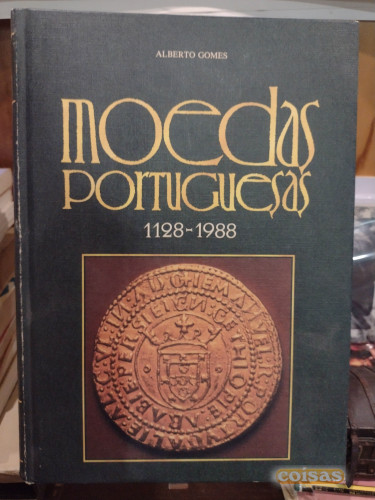 ALBERTO GOMES
moedas
PORTUGUESAS
1128-1988
coisas